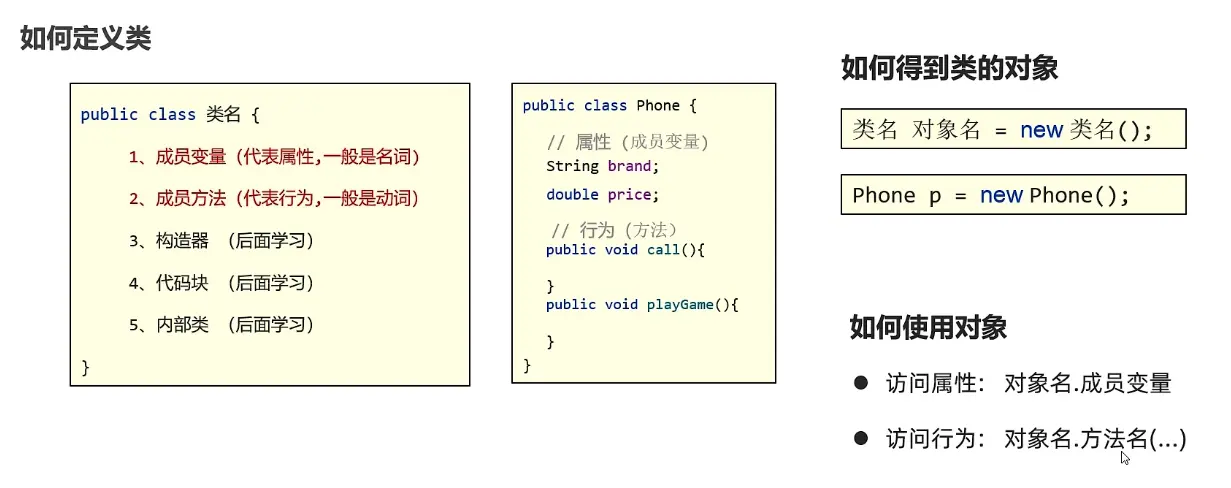 如何定义类
public class 类名 {
1、成员变量（代表属性,一般是名词）
2、成员方法（代表行为,一般是动词）
3、构造器 （后面学习）
4、代码块 （后面学习）
5、内部类 （后面学习）
}
public class Phone {
// 属性（成员变量）
String brand;
double price;
// 行为（方法）
public void call(){
}
public void playGame(){
}
}
如何得到类的对象
类名 对象名 = new 类名();
Phone p = new Phone();
如何使用对象
● 访问属性： 对象名.成员变量
● 访问行为： 对象名.方法名(...)